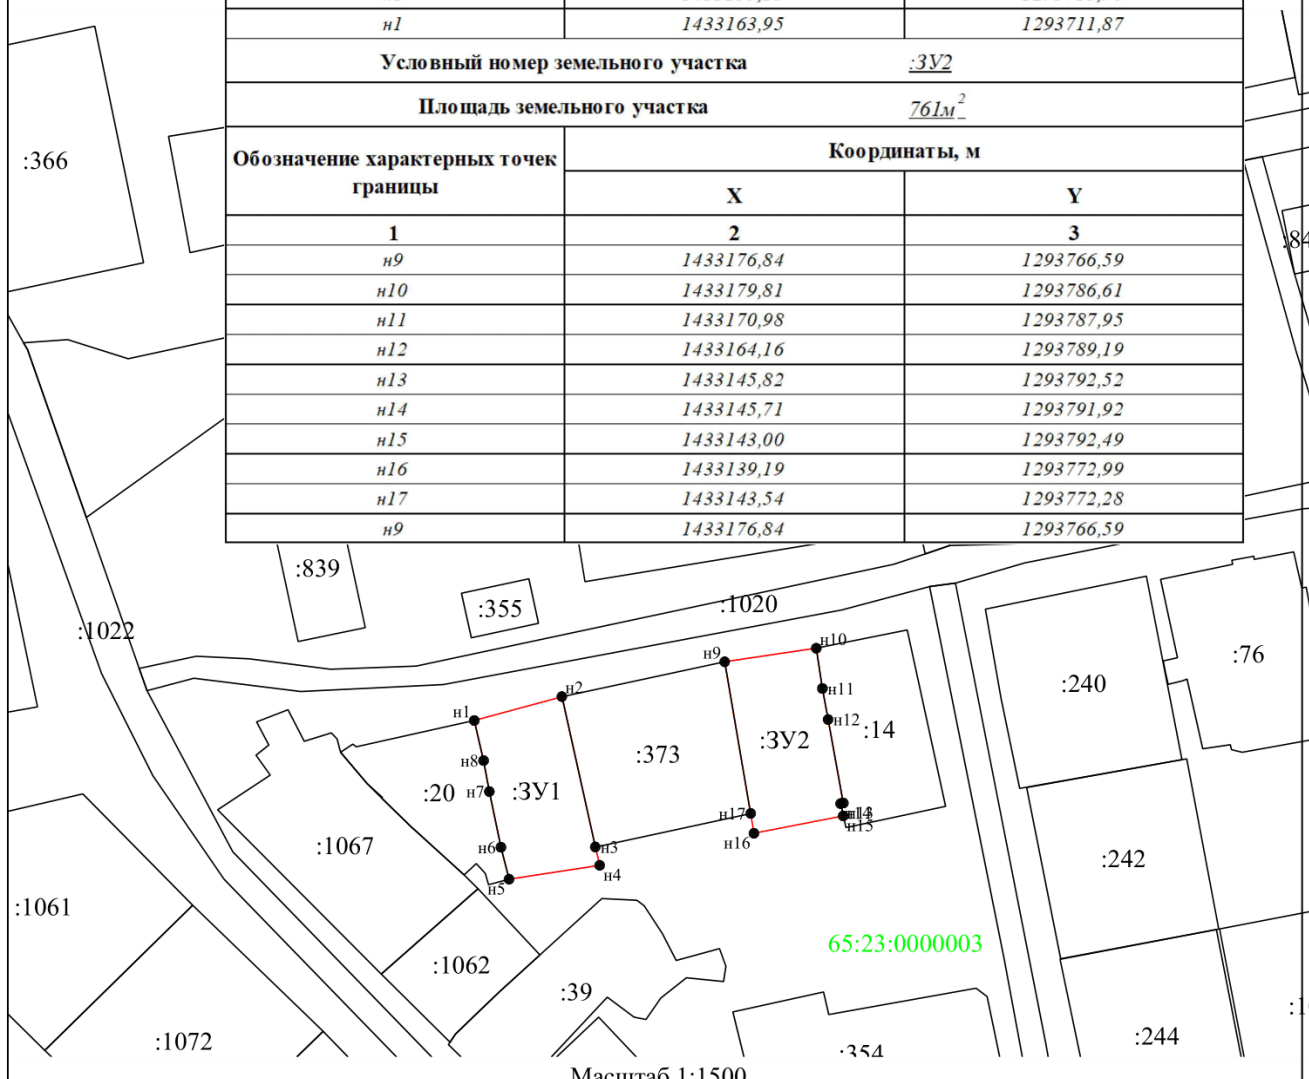 н1 1433163,95 1293711,87
Условный номер земельного участка :ЗУ2
Площадь земельного участка 761м²
Обозначение характерных точек границы
Координаты, м
X Y
1 2 3
н9 1433176,84 1293766,59
н10 1433179,81 1293786,61
н11 1433170,98 1293787,95
н12 1433164,16 1293789,19
н13 1433145,82 1293792,52
н14 1433145,71 1293791,92
н15 1433143,00 1293792,49
н16 1433139,19 1293772,99
н17 1433143,54 1293772,28
н9 1433176,84 1293766,59
:366
:84
:839
:355
:1020
:1022
н10
н9
:76
:240
н2
н11
н1
н12
:14
:ЗУ2
:373
н8
н7
:20
:ЗУ1
н17
н14
н15
н16
н6
н3
:1067
:242
н4
н5
:1061
65:23:0000003
:1062
:39
:1072
:354
:244
Масштаб 1:1500